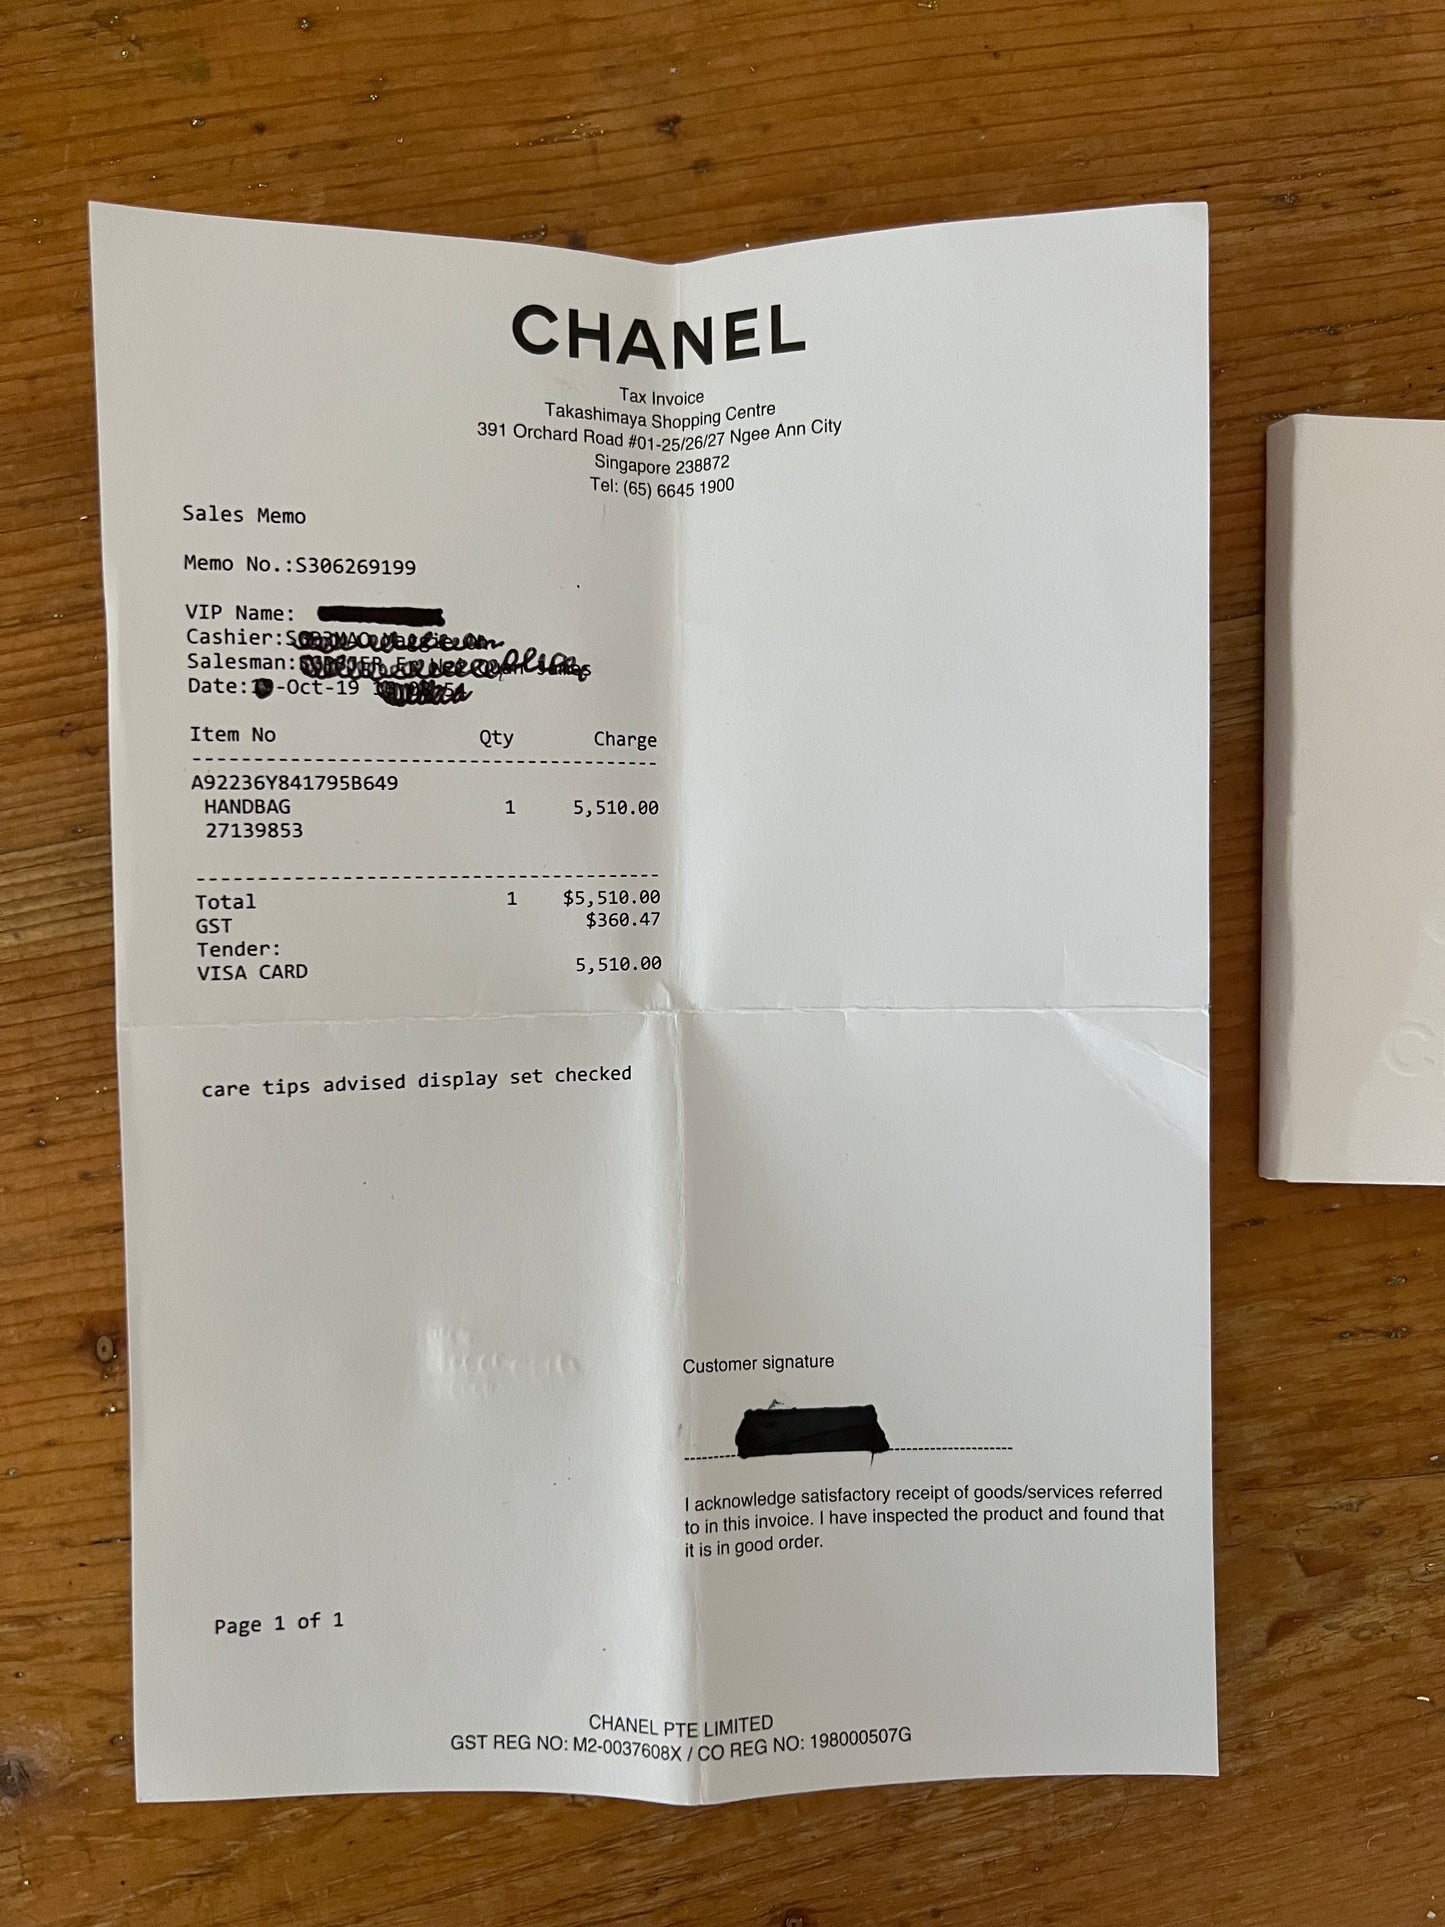 CHANEL
Tax Invoice
Takashimaya Shopping Centre
391 Orchard Road #01-25/26/27 Ngee Ann City
Singapore 238872
Tel: (65) 6645 1900
Sales Memo
Memo No.:S306269199
VIP Name:
Cashier:
Salesman:
Date: -Oct-19
Item No Qty Charge
A92236Y841795B649
HANDBAG 1 5,510.00
27139853
Total 1 $5,510.00
GST $360.47
Tender:
VISA CARD 5,510.00
care tips advised display set checked
Customer signature
I acknowledge satisfactory receipt of goods/services referred
to in this invoice. I have inspected the product and found that
it is in good order.
Page 1 of 1
CHANEL PTE LIMITED
GST REG NO: M2-0037608X / CO REG NO: 198000507G